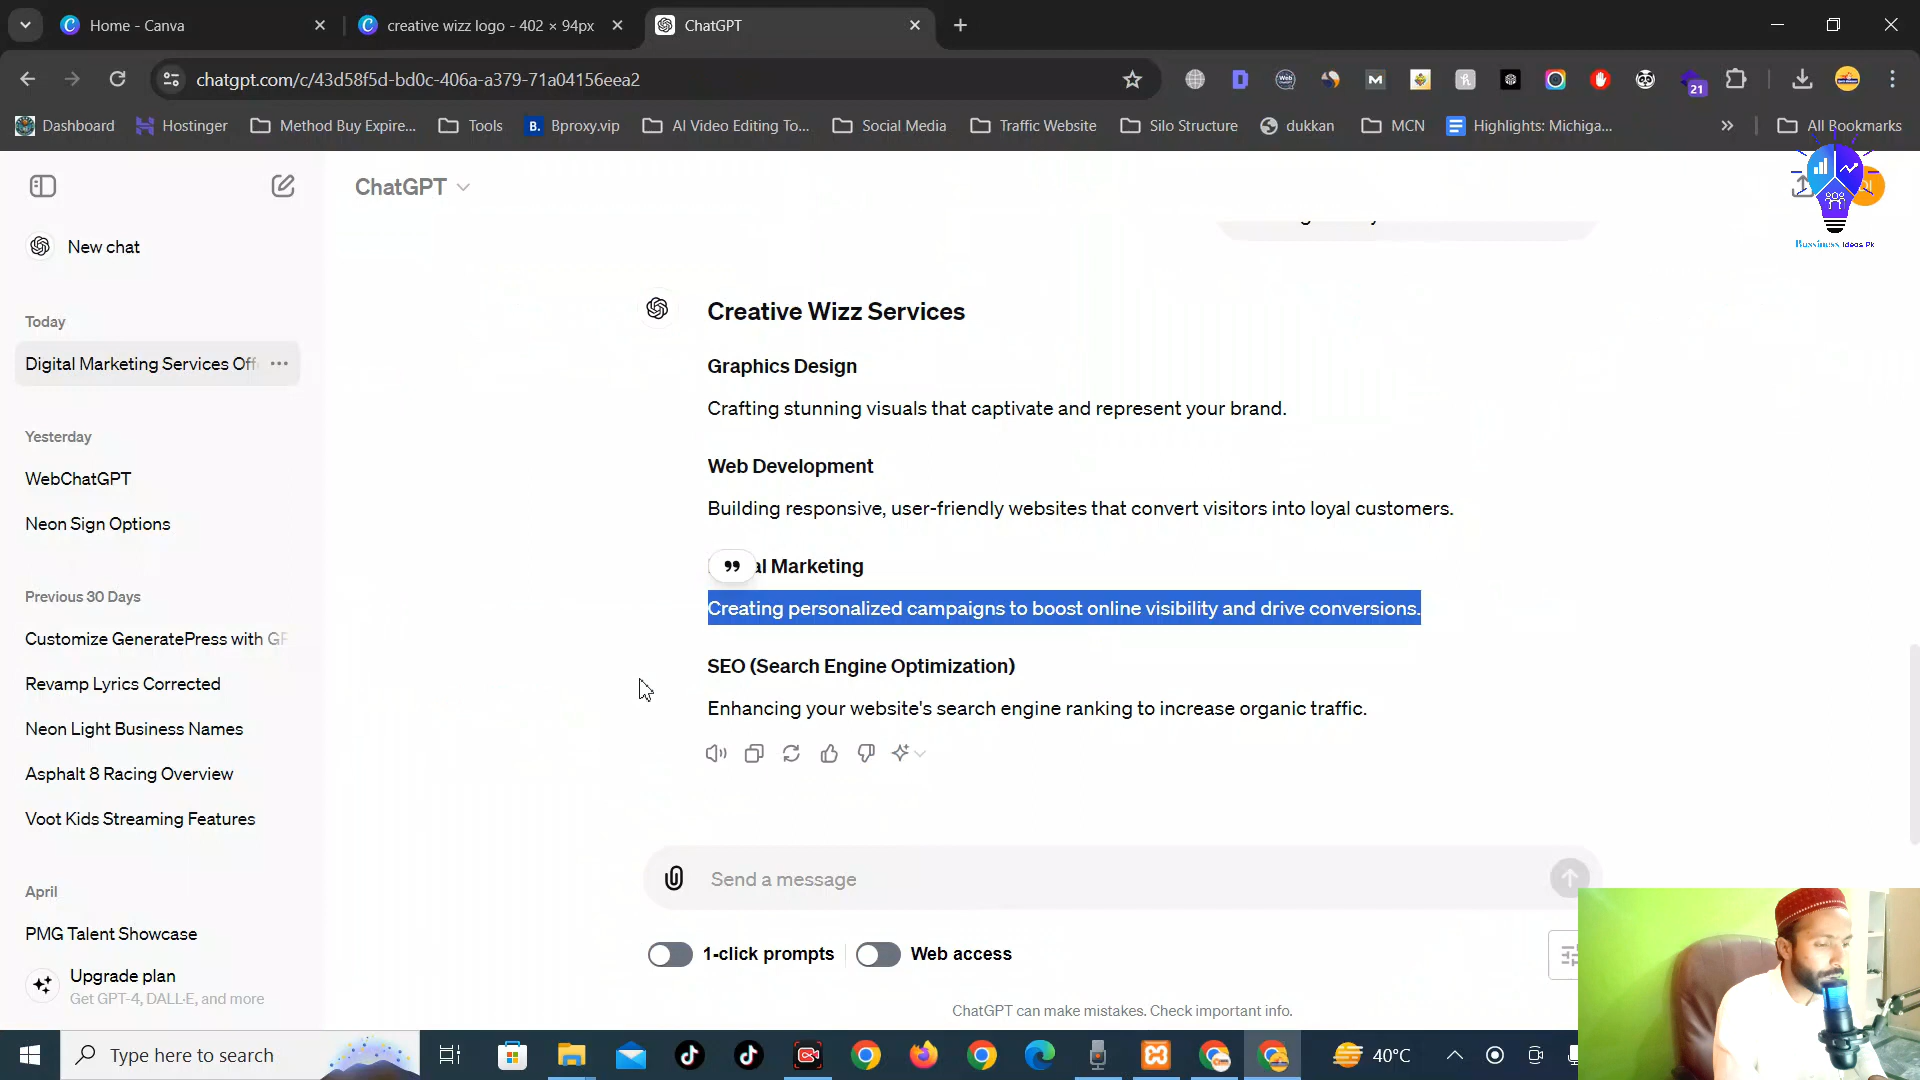 Home - Canva
creative wizz logo - 402 × 94px
ChatGPT
chatgpt.com/c/43d58f5d-bd0c-406a-a379-71a04156eea2
21
Dashboard
Hostinger
Method Buy Expire...
Tools
B. Bproxy.vip
AI Video Editing To...
Social Media
Traffic Website
Silo Structure
dukkan
MCN
Highlights: Michiga...
All Bookmarks
Bussiness Ideas Pk
ChatGPT
New chat
Today
Digital Marketing Services Off
Yesterday
WebChatGPT
Neon Sign Options
Previous 30 Days
Customize GeneratePress with GP
Revamp Lyrics Corrected
Neon Light Business Names
Asphalt 8 Racing Overview
Voot Kids Streaming Features
April
PMG Talent Showcase
Upgrade plan
Get GPT-4, DALL·E, and more
Creative Wizz Services
Graphics Design
Crafting stunning visuals that captivate and represent your brand.
Web Development
Building responsive, user-friendly websites that convert visitors into loyal customers.
al Marketing
Creating personalized campaigns to boost online visibility and drive conversions.
SEO (Search Engine Optimization)
Enhancing your website's search engine ranking to increase organic traffic.
Send a message
1-click prompts
Web access
ChatGPT can make mistakes. Check important info.
Type here to search
40°C